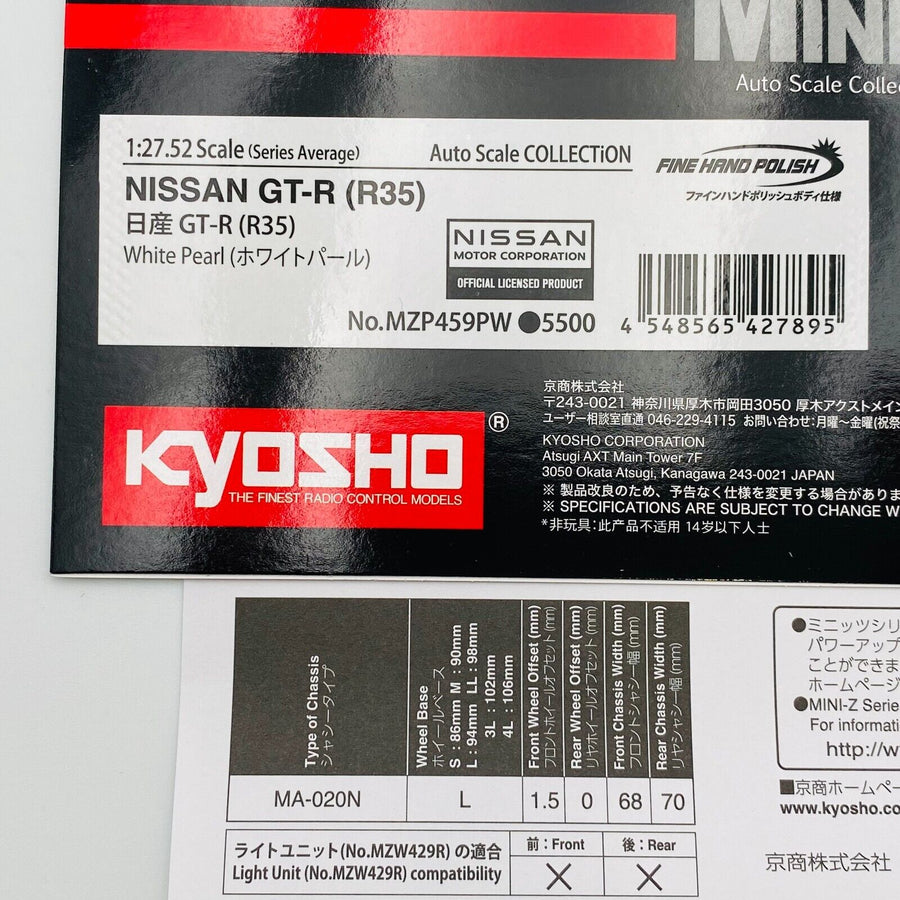 MINI
Auto Scale Colle
1:27.52 Scale (Series Average) Auto Scale COLLECTiON
FINE HAND POLISH
ファインハンドポリッシュボディ仕様
NISSAN GT-R (R35)
日産 GT-R (R35)
White Pearl (ホワイトパール)
NISSAN
MOTOR CORPORATION
OFFICIAL LICENSED PRODUCT
No.MZP459PW ●5500
4 548565 427895
KYOSHO ®
THE FINEST RADIO CONTROL MODELS
京商株式会社
〒243-0021 神奈川県厚木市岡田3050 厚木アクストメイン
ユーザー相談室直通 046-229-4115 お問い合わせ:月曜~金曜(祝祭
KYOSHO CORPORATION
Atsugi AXT Main Tower 7F
3050 Okata Atsugi, Kanagawa 243-0021 JAPAN
※ 製品改良のため、予告なく仕様を変更する場合がありま
※ SPECIFICATIONS ARE SUBJECT TO CHANGE W
*非玩具:此产品不适用 14岁以下人士
Type of Chassis
シャシータイプ
Wheel Base
ホイールベース
S : 86mm M : 90mm
L : 94mm LL : 98mm
3L : 102mm
4L : 106mm
Front Wheel Offset (mm)
フロントホイールオフセット (mm)
Rear Wheel Offset (mm)
リヤホイールオフセット (mm)
Front Chassis Width (mm)
フロントシャシー幅 (mm)
Rear Chassis Width (mm)
リヤシャシー幅 (mm)
MA-020N L 1.5 0 68 70
ライトユニット(No.MZW429R) の適合
Light Unit (No.MZW429R) compatibility
前 : Front 後 : Rear
╳ ╳
●ミニッツシリ
パワーアップ
ことができま
ホームページ
●MINI-Z Serie
For informati
http://w
■京商ホームペー
www.kyosho.co
京商株式会社